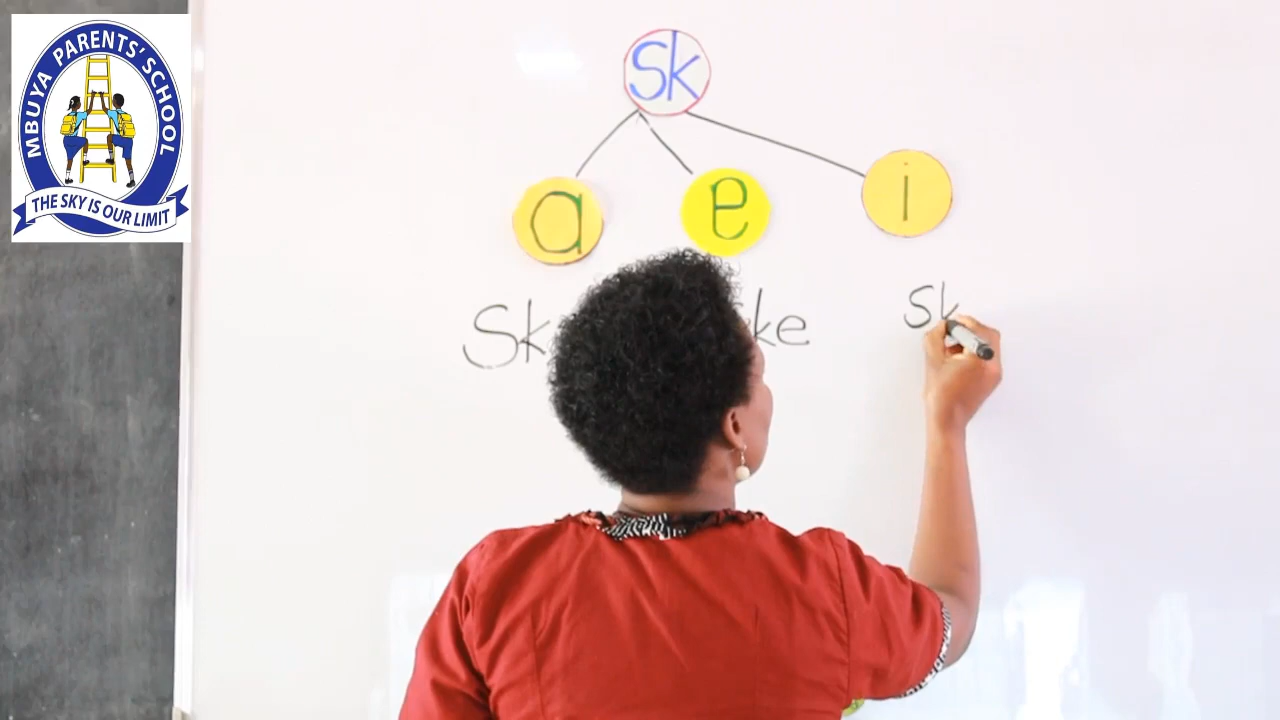 MBUYA PARENTS' SCHOOL
THE SKY IS OUR LIMIT
sk
a e i
Sk ke sk